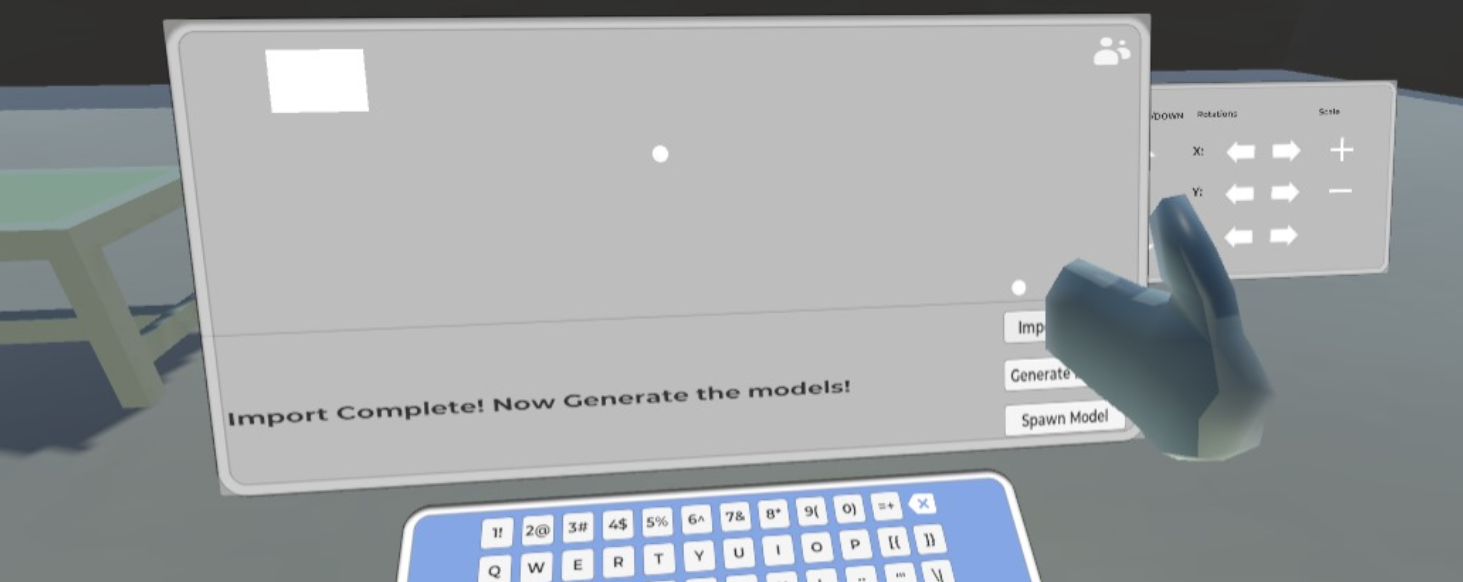 /DOWN Rotations Scale
X:
Y:
Import Complete! Now Generate the models!
Generate
Spawn Model
1! 2@ 3# 4$ 5% 6^ 7& 8* 9( 0) =+
Q W E R T Y U I O P [{ ]}
\|